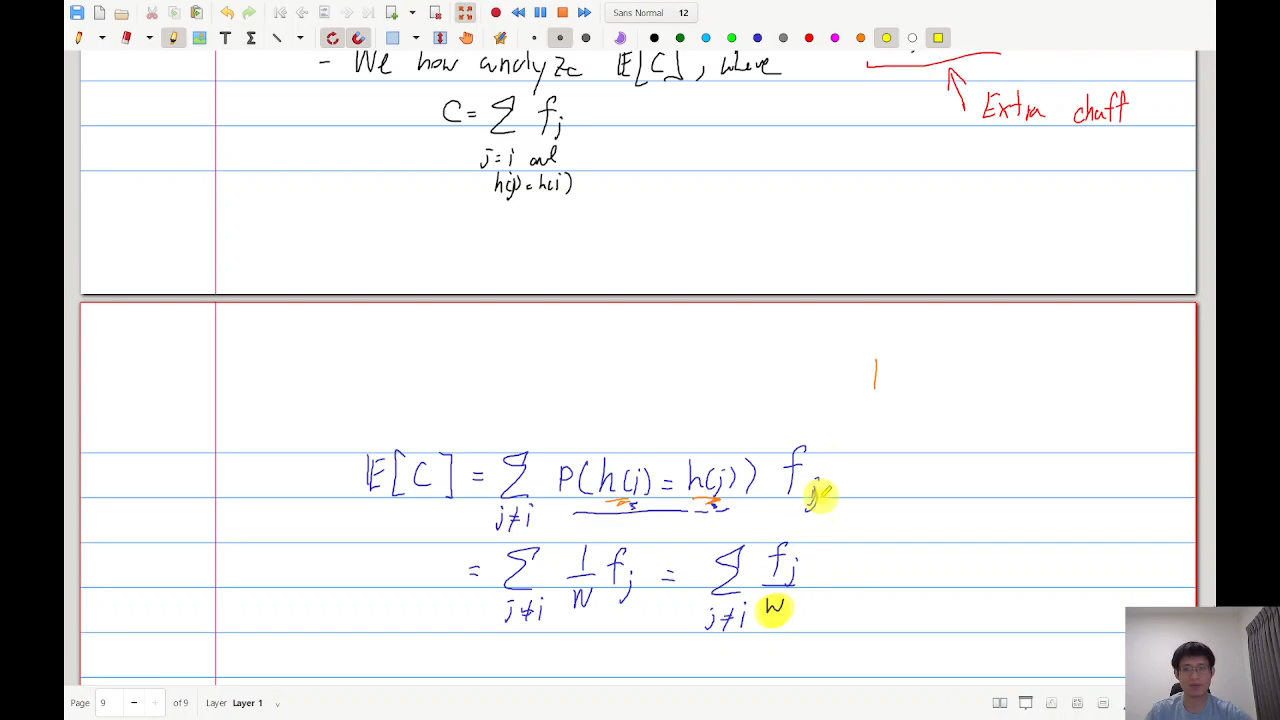 Sans Normal 12
- We now analyze E[C], where
C = ∑ f_j
j = i and
h(j) = h(i)
Extra chaff
E[C] = ∑ P(h(i) = h(j)) f_j
j≠i
= ∑ 1/W f_j = ∑ f_j/W
j≠i j≠i
Page 9 of 9 Layer Layer 1